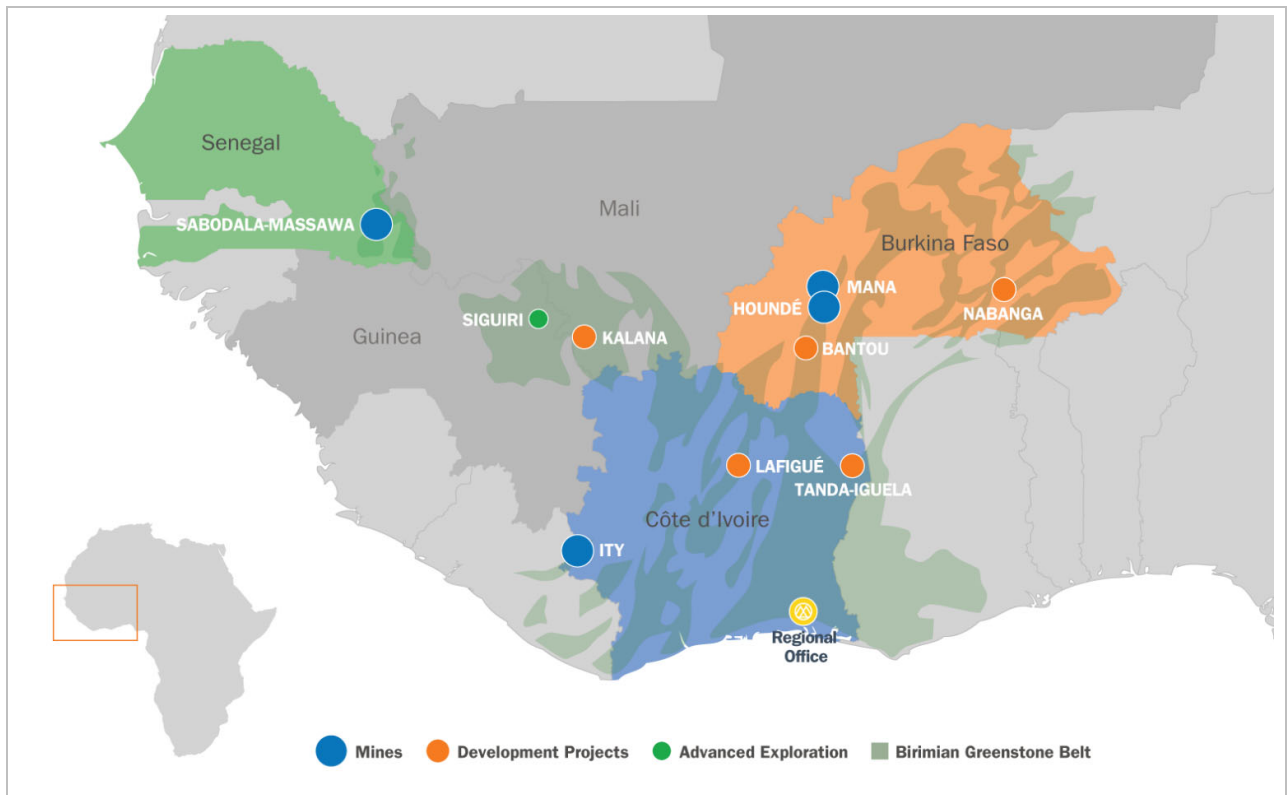 Senegal
SABODALA-MASSAWA
Mali
Burkina Faso
MANA
HOUNDÉ
NABANGA
SIGUIRI
Guinea
KALANA
BANTOU
LAFIGUÉ
TANDA-IGUELA
Côte d'Ivoire
ITY
Regional
Office
Mines
Development Projects
Advanced Exploration
Birimian Greenstone Belt